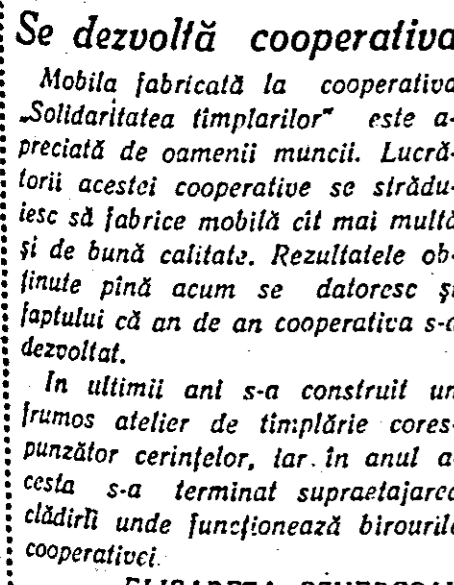 Se dezvoltă cooperativa
Mobila fabricată la cooperativa
„Solidaritatea tîmplarilor" este a-
preciată de oamenii muncii. Lucră-
torii acestei cooperative se strădu-
iesc să fabrice mobilă cît mai multă
și de bună calitate. Rezultatele ob-
ținute pînă acum se datoresc și
faptului că an de an cooperativa s-a
dezvoltat.
In ultimii ani s-a construit un
frumos atelier de tîmplărie cores-
punzător cerințelor, iar în anul a-
cesta s-a terminat supraetajarea
clădirii unde funcționează birourile
cooperativei.